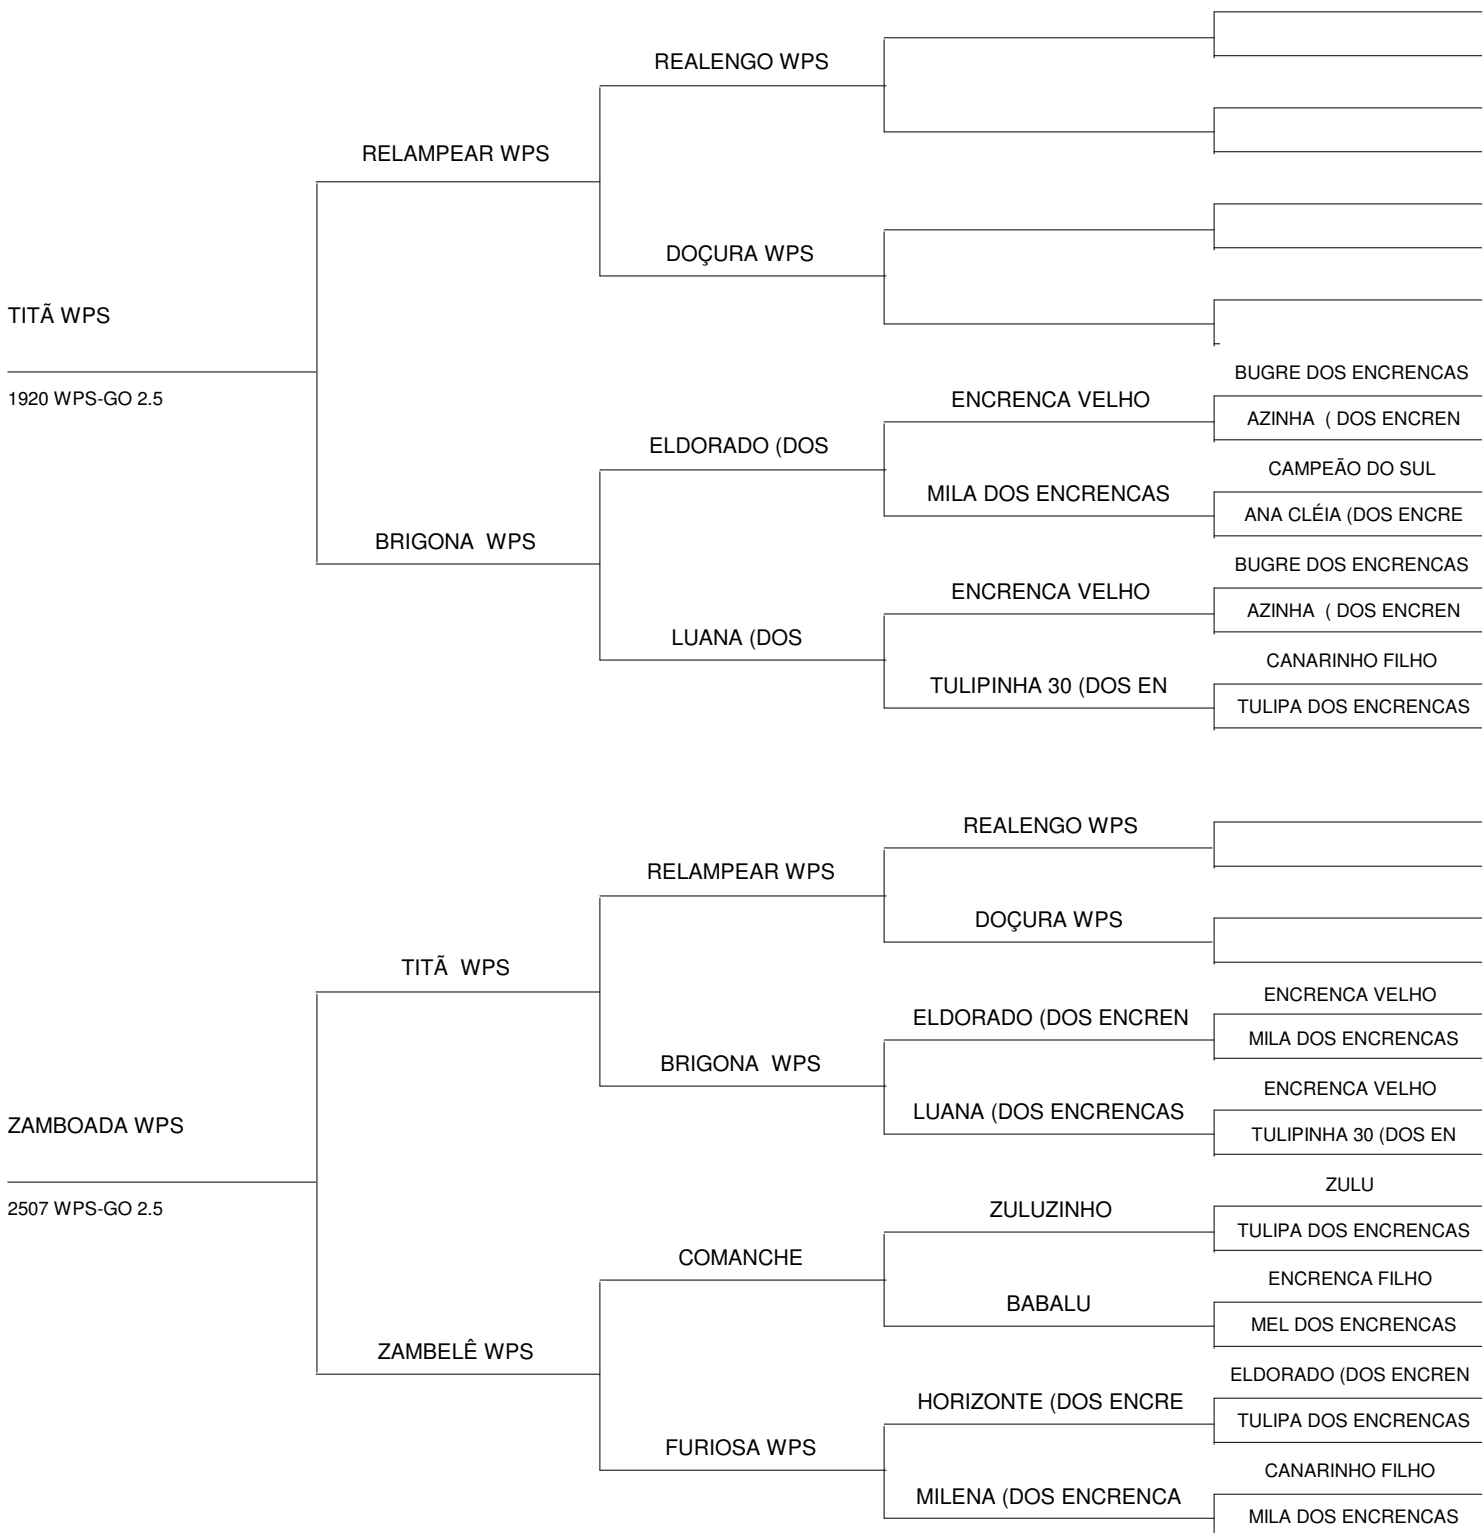 REALENGO WPS
RELAMPEAR WPS
DOÇURA WPS
TITÃ WPS
1920 WPS-GO 2.5
BUGRE DOS ENCRENCAS
ENCRENCA VELHO
AZINHA ( DOS ENCREN
ELDORADO (DOS
CAMPEÃO DO SUL
MILA DOS ENCRENCAS
ANA CLÉIA (DOS ENCRE
BRIGONA WPS
BUGRE DOS ENCRENCAS
ENCRENCA VELHO
AZINHA ( DOS ENCREN
LUANA (DOS
CANARINHO FILHO
TULIPINHA 30 (DOS EN
TULIPA DOS ENCRENCAS
REALENGO WPS
RELAMPEAR WPS
DOÇURA WPS
TITÃ WPS
ENCRENCA VELHO
ELDORADO (DOS ENCREN
MILA DOS ENCRENCAS
BRIGONA WPS
ENCRENCA VELHO
LUANA (DOS ENCRENCAS
TULIPINHA 30 (DOS EN
ZAMBOADA WPS
2507 WPS-GO 2.5
ZULU
ZULUZINHO
TULIPA DOS ENCRENCAS
COMANCHE
ENCRENCA FILHO
BABALU
MEL DOS ENCRENCAS
ZAMBELÊ WPS
ELDORADO (DOS ENCREN
HORIZONTE (DOS ENCRE
TULIPA DOS ENCRENCAS
FURIOSA WPS
CANARINHO FILHO
MILENA (DOS ENCRENCA
MILA DOS ENCRENCAS